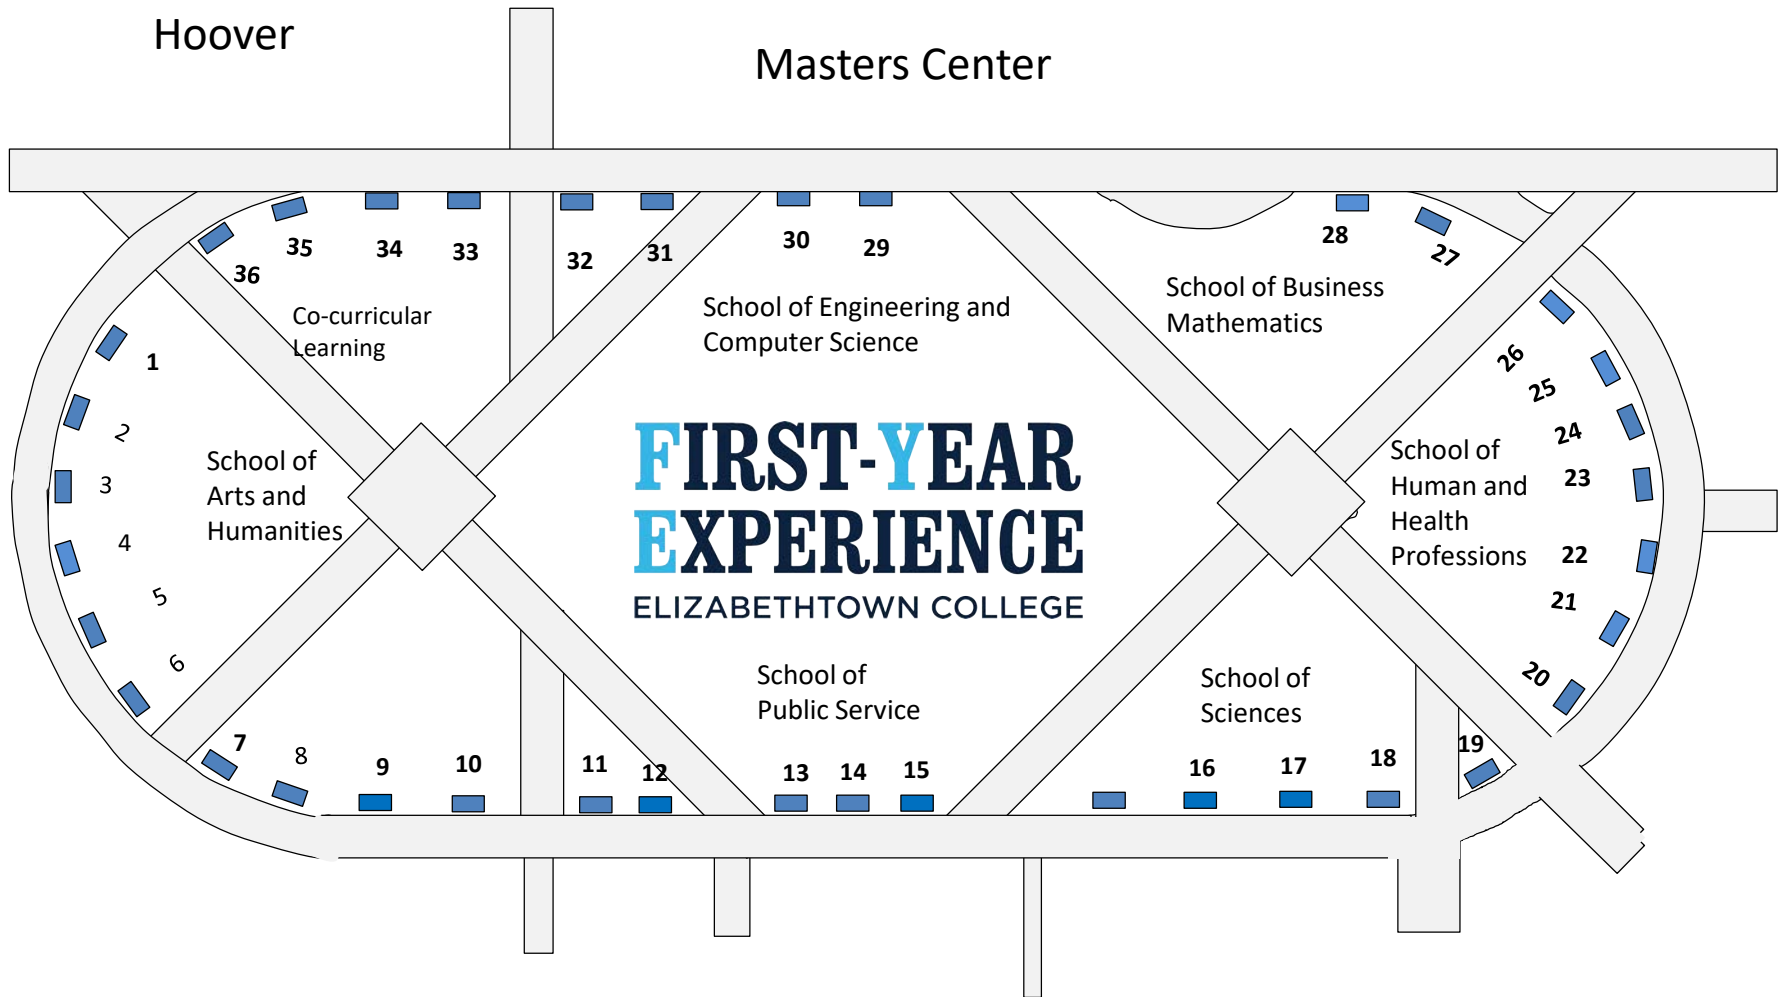 Hoover
Masters Center
36
35
34
33
32
31
30
29
28
27
Co-curricular
Learning
School of Engineering and
Computer Science
School of Business
Mathematics
1
2
3
4
5
6
School of
Arts and
Humanities
FIRST-YEAR
EXPERIENCE
ELIZABETHTOWN COLLEGE
School of
Human and
Health
Professions
26
25
24
23
22
21
20
School of
Public Service
School of
Sciences
7
8
9
10
11
12
13
14
15
16
17
18
19